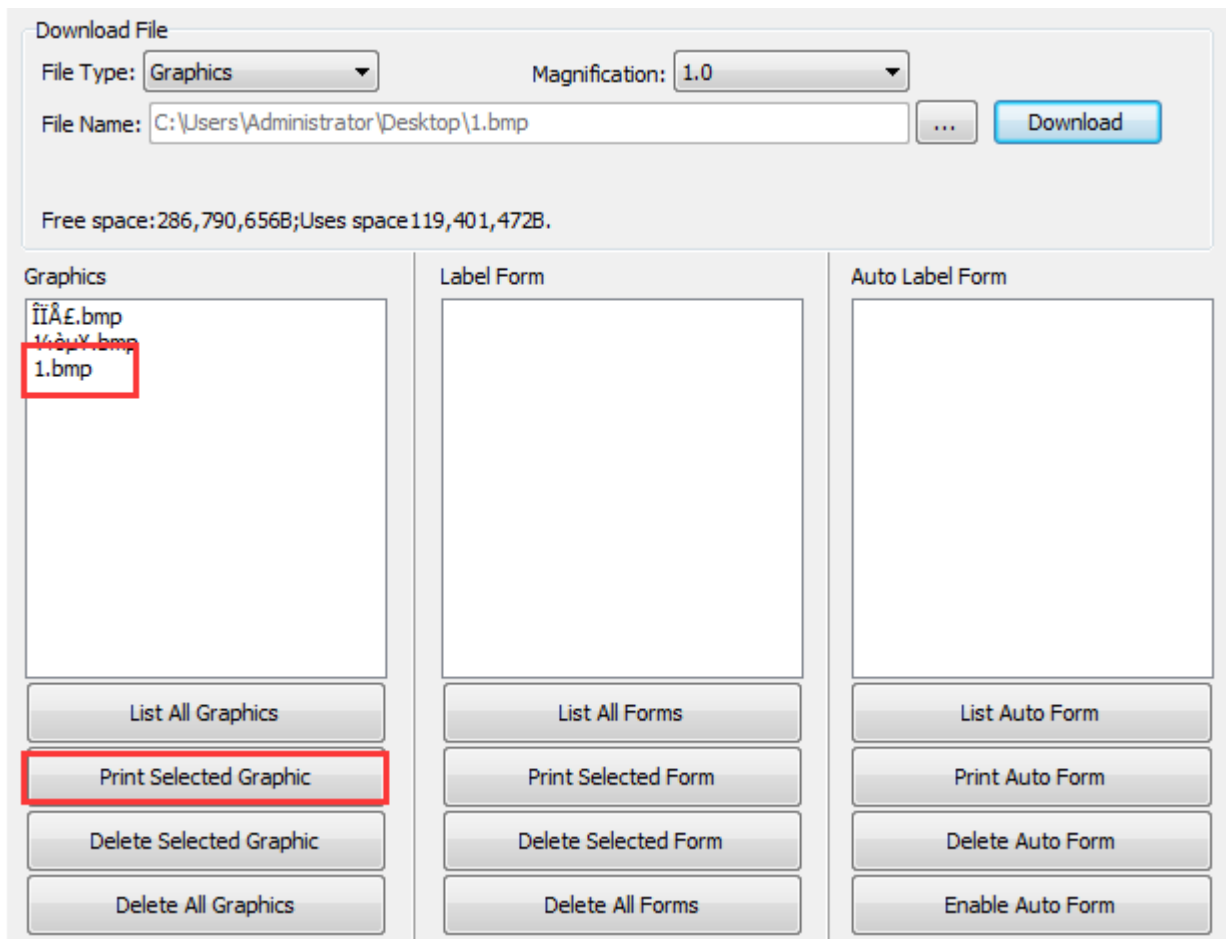 Download File
File Type: Graphics Magnification: 1.0
File Name: C:\Users\Administrator\Desktop\1.bmp ... Download
Free space:286,790,656B;Uses space119,401,472B.
Graphics Label Form Auto Label Form
ÎÏÅ£.bmp
¼òµ¥.bmp
1.bmp
List All Graphics List All Forms List Auto Form
Print Selected Graphic Print Selected Form Print Auto Form
Delete Selected Graphic Delete Selected Form Delete Auto Form
Delete All Graphics Delete All Forms Enable Auto Form